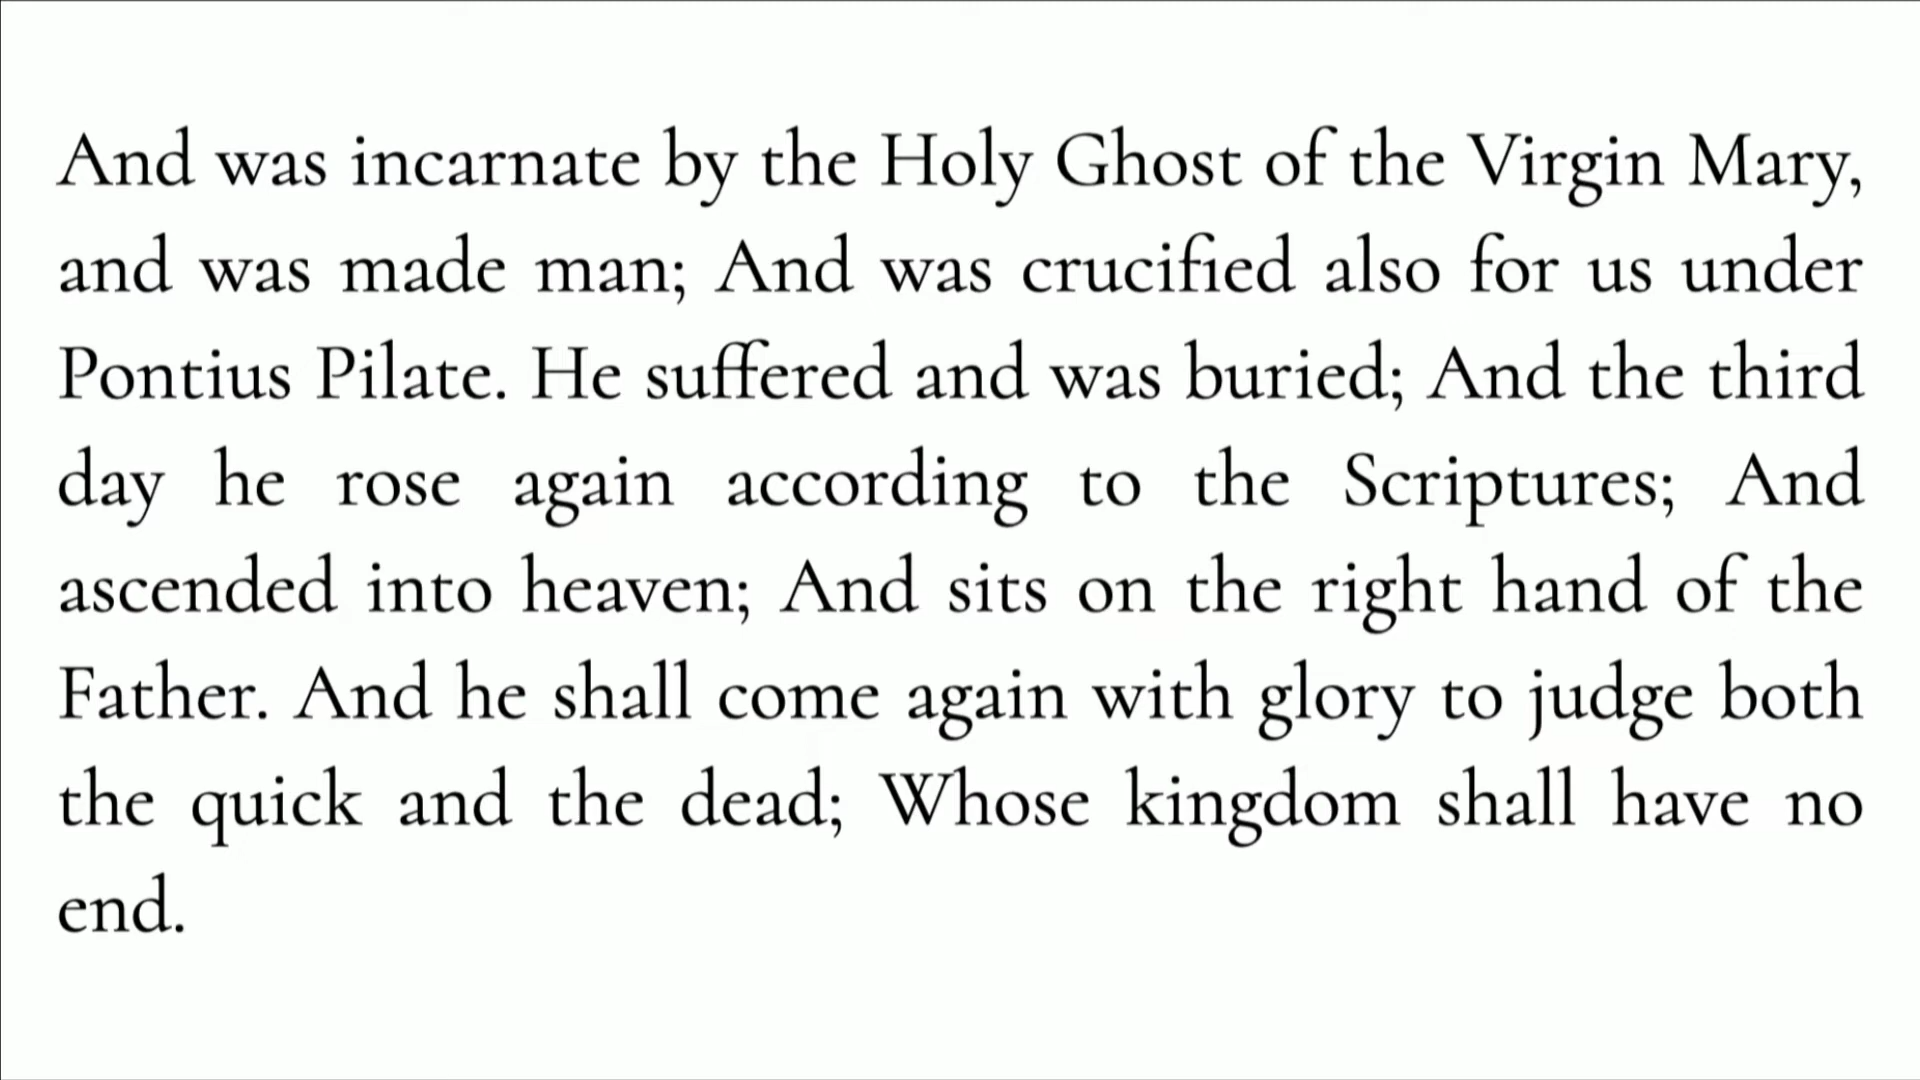 And was incarnate by the Holy Ghost of the Virgin Mary,
and was made man; And was crucified also for us under
Pontius Pilate. He suffered and was buried; And the third
day he rose again according to the Scriptures; And
ascended into heaven; And sits on the right hand of the
Father. And he shall come again with glory to judge both
the quick and the dead; Whose kingdom shall have no
end.